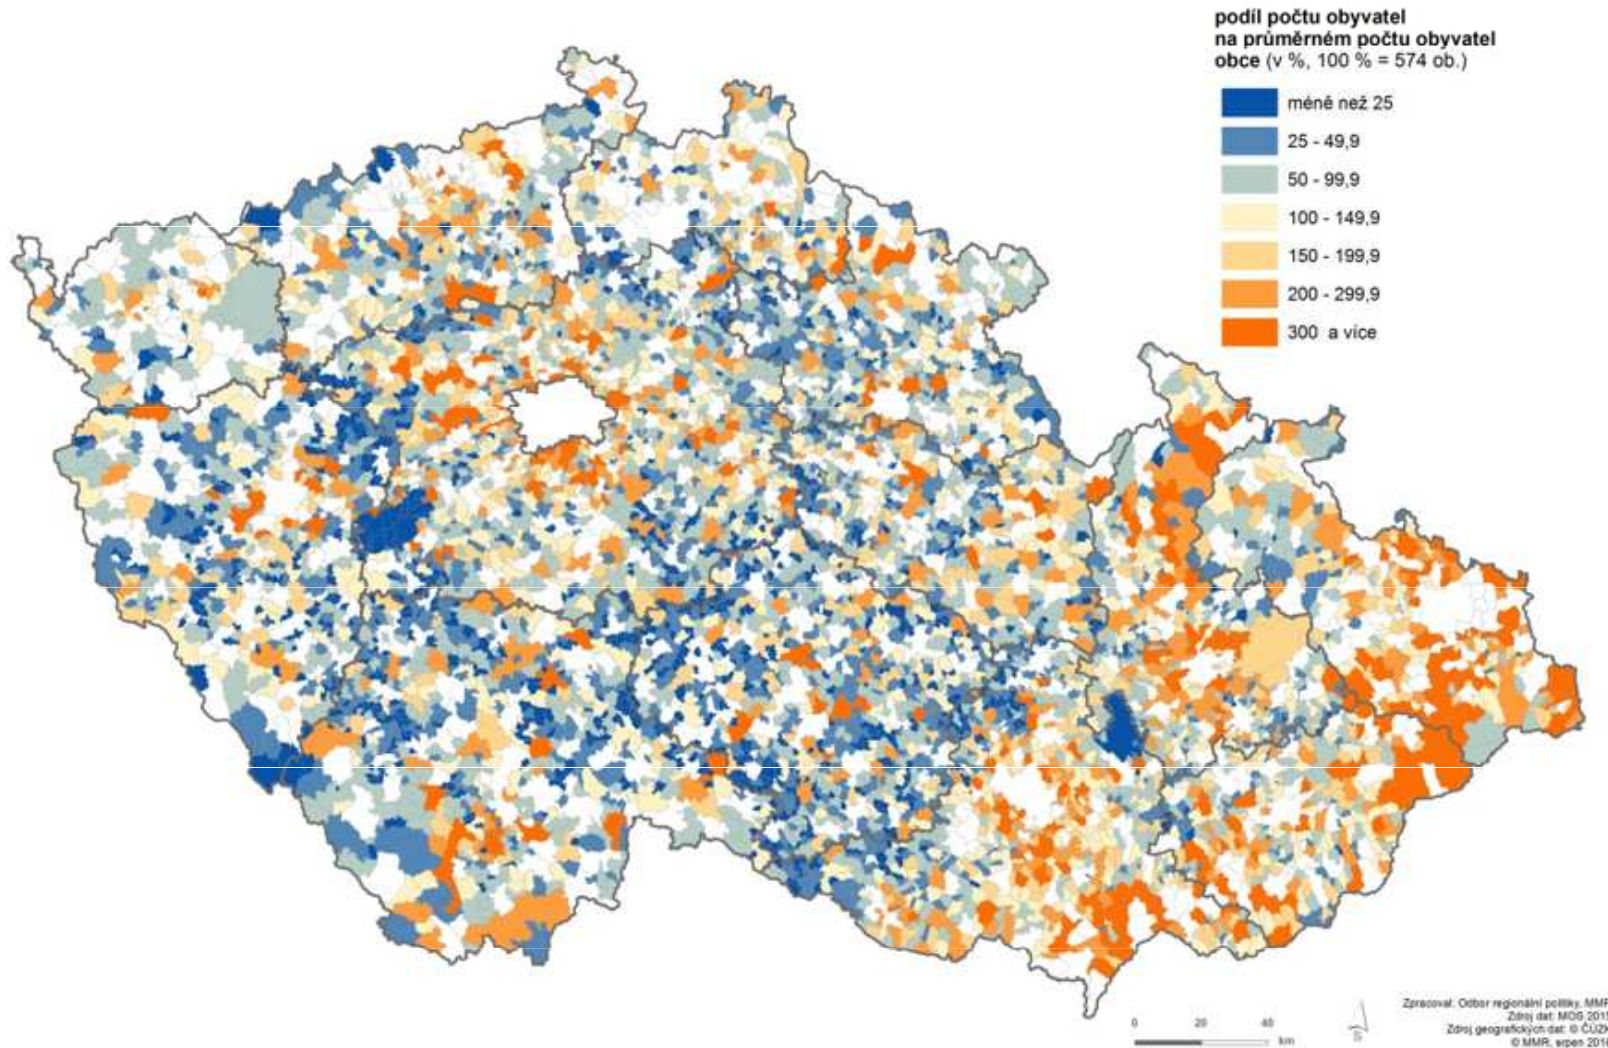 podíl počtu obyvatel
na průměrném počtu obyvatel
obce (v %, 100 % = 574 ob.)
méně než 25
25 - 49,9
50 - 99,9
100 - 149,9
150 - 199,9
200 - 299,9
300 a více
0 20 40
km
Zpracoval: Odbor regionální politiky, MMR
Zdroj dat: MOS 2015
Zdroj geografických dat: © ČÚZK
© MMR, srpen 2016